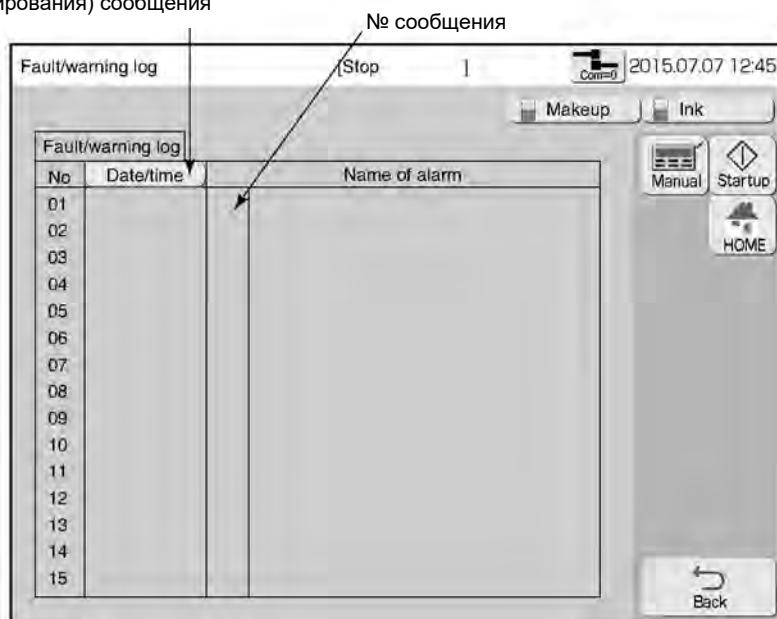 сообщения
№ сообщения
Fault/warning log [Stop ] Com=0 2015.07.07 12:45
Makeup Ink
Fault/warning log
Manual Startup
No Date/time Name of alarm
HOME
01
02
03
04
05
06
07
08
09
10
11
12
13
14
15
Back